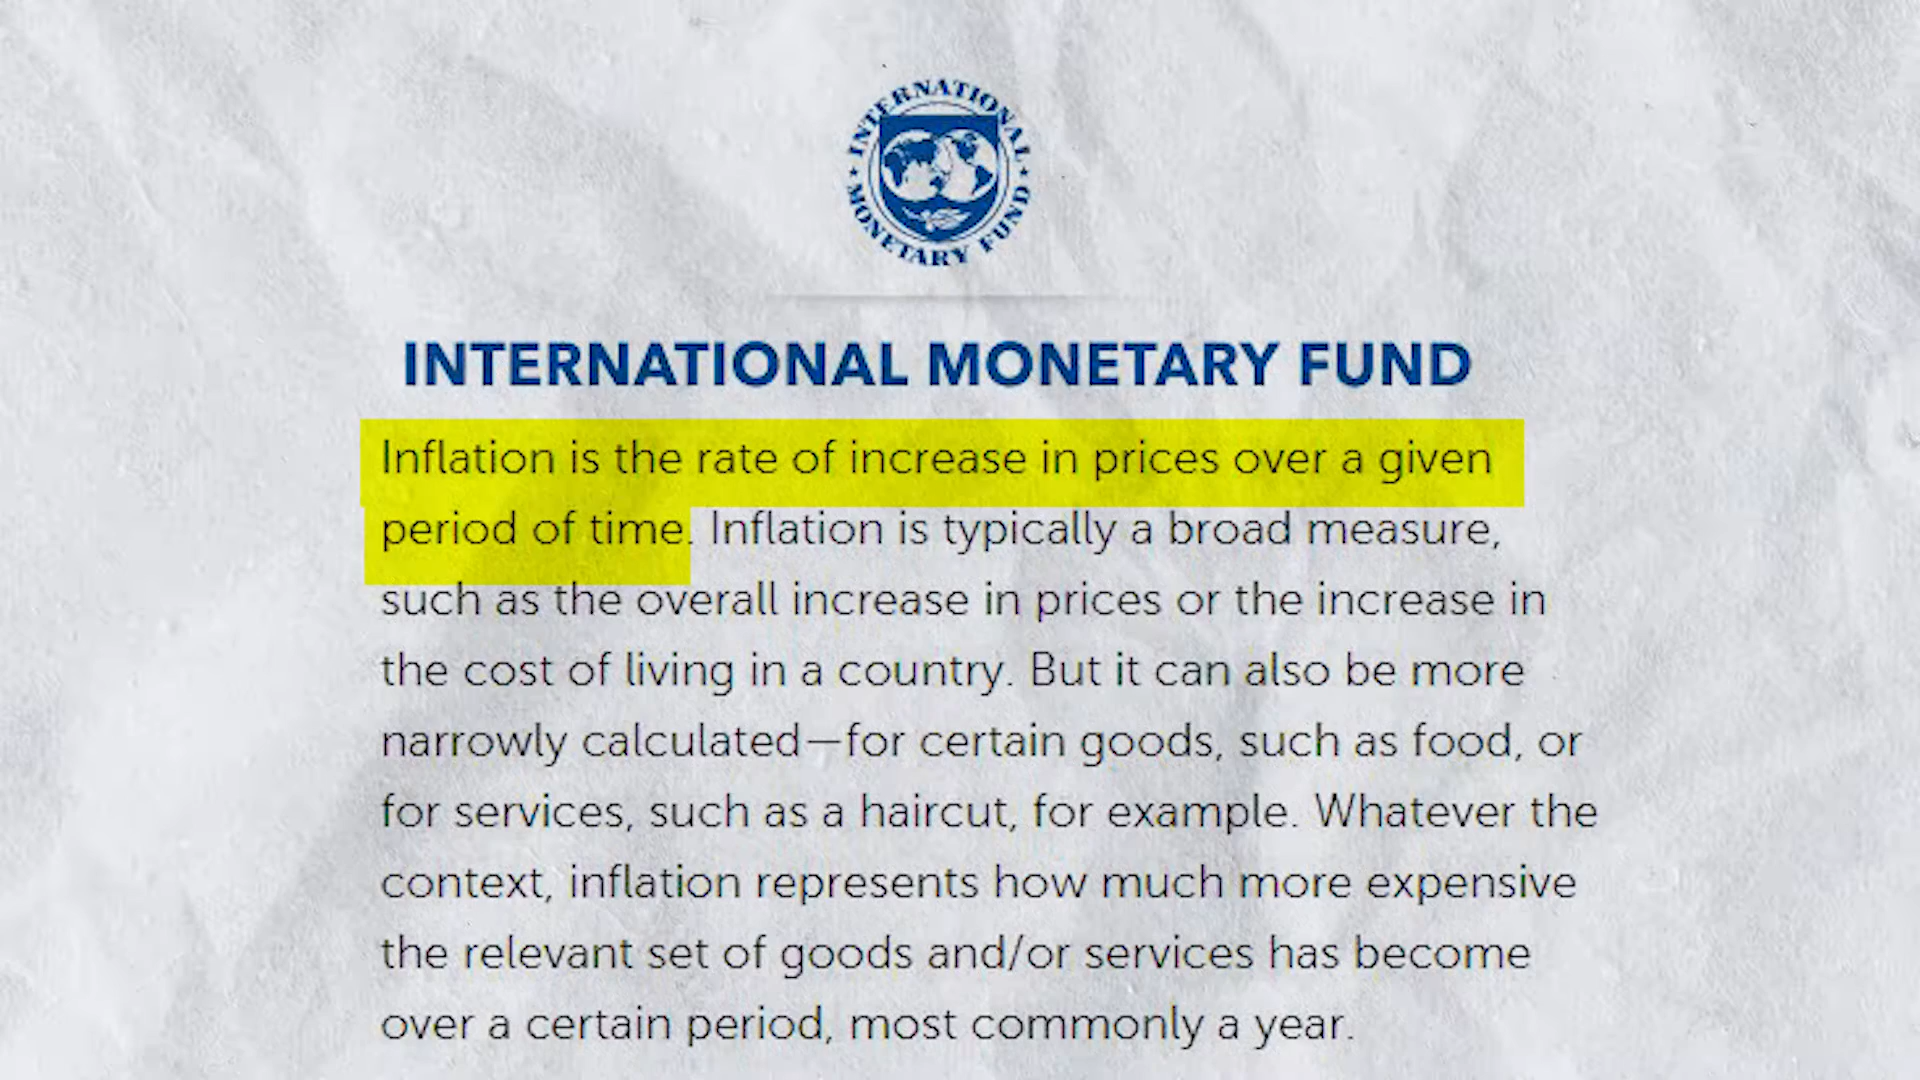 INTERNATIONAL MONETARY FUND
INTERNATIONAL MONETARY FUND
Inflation is the rate of increase in prices over a given
period of time. Inflation is typically a broad measure,
such as the overall increase in prices or the increase in
the cost of living in a country. But it can also be more
narrowly calculated—for certain goods, such as food, or
for services, such as a haircut, for example. Whatever the
context, inflation represents how much more expensive
the relevant set of goods and/or services has become
over a certain period, most commonly a year.